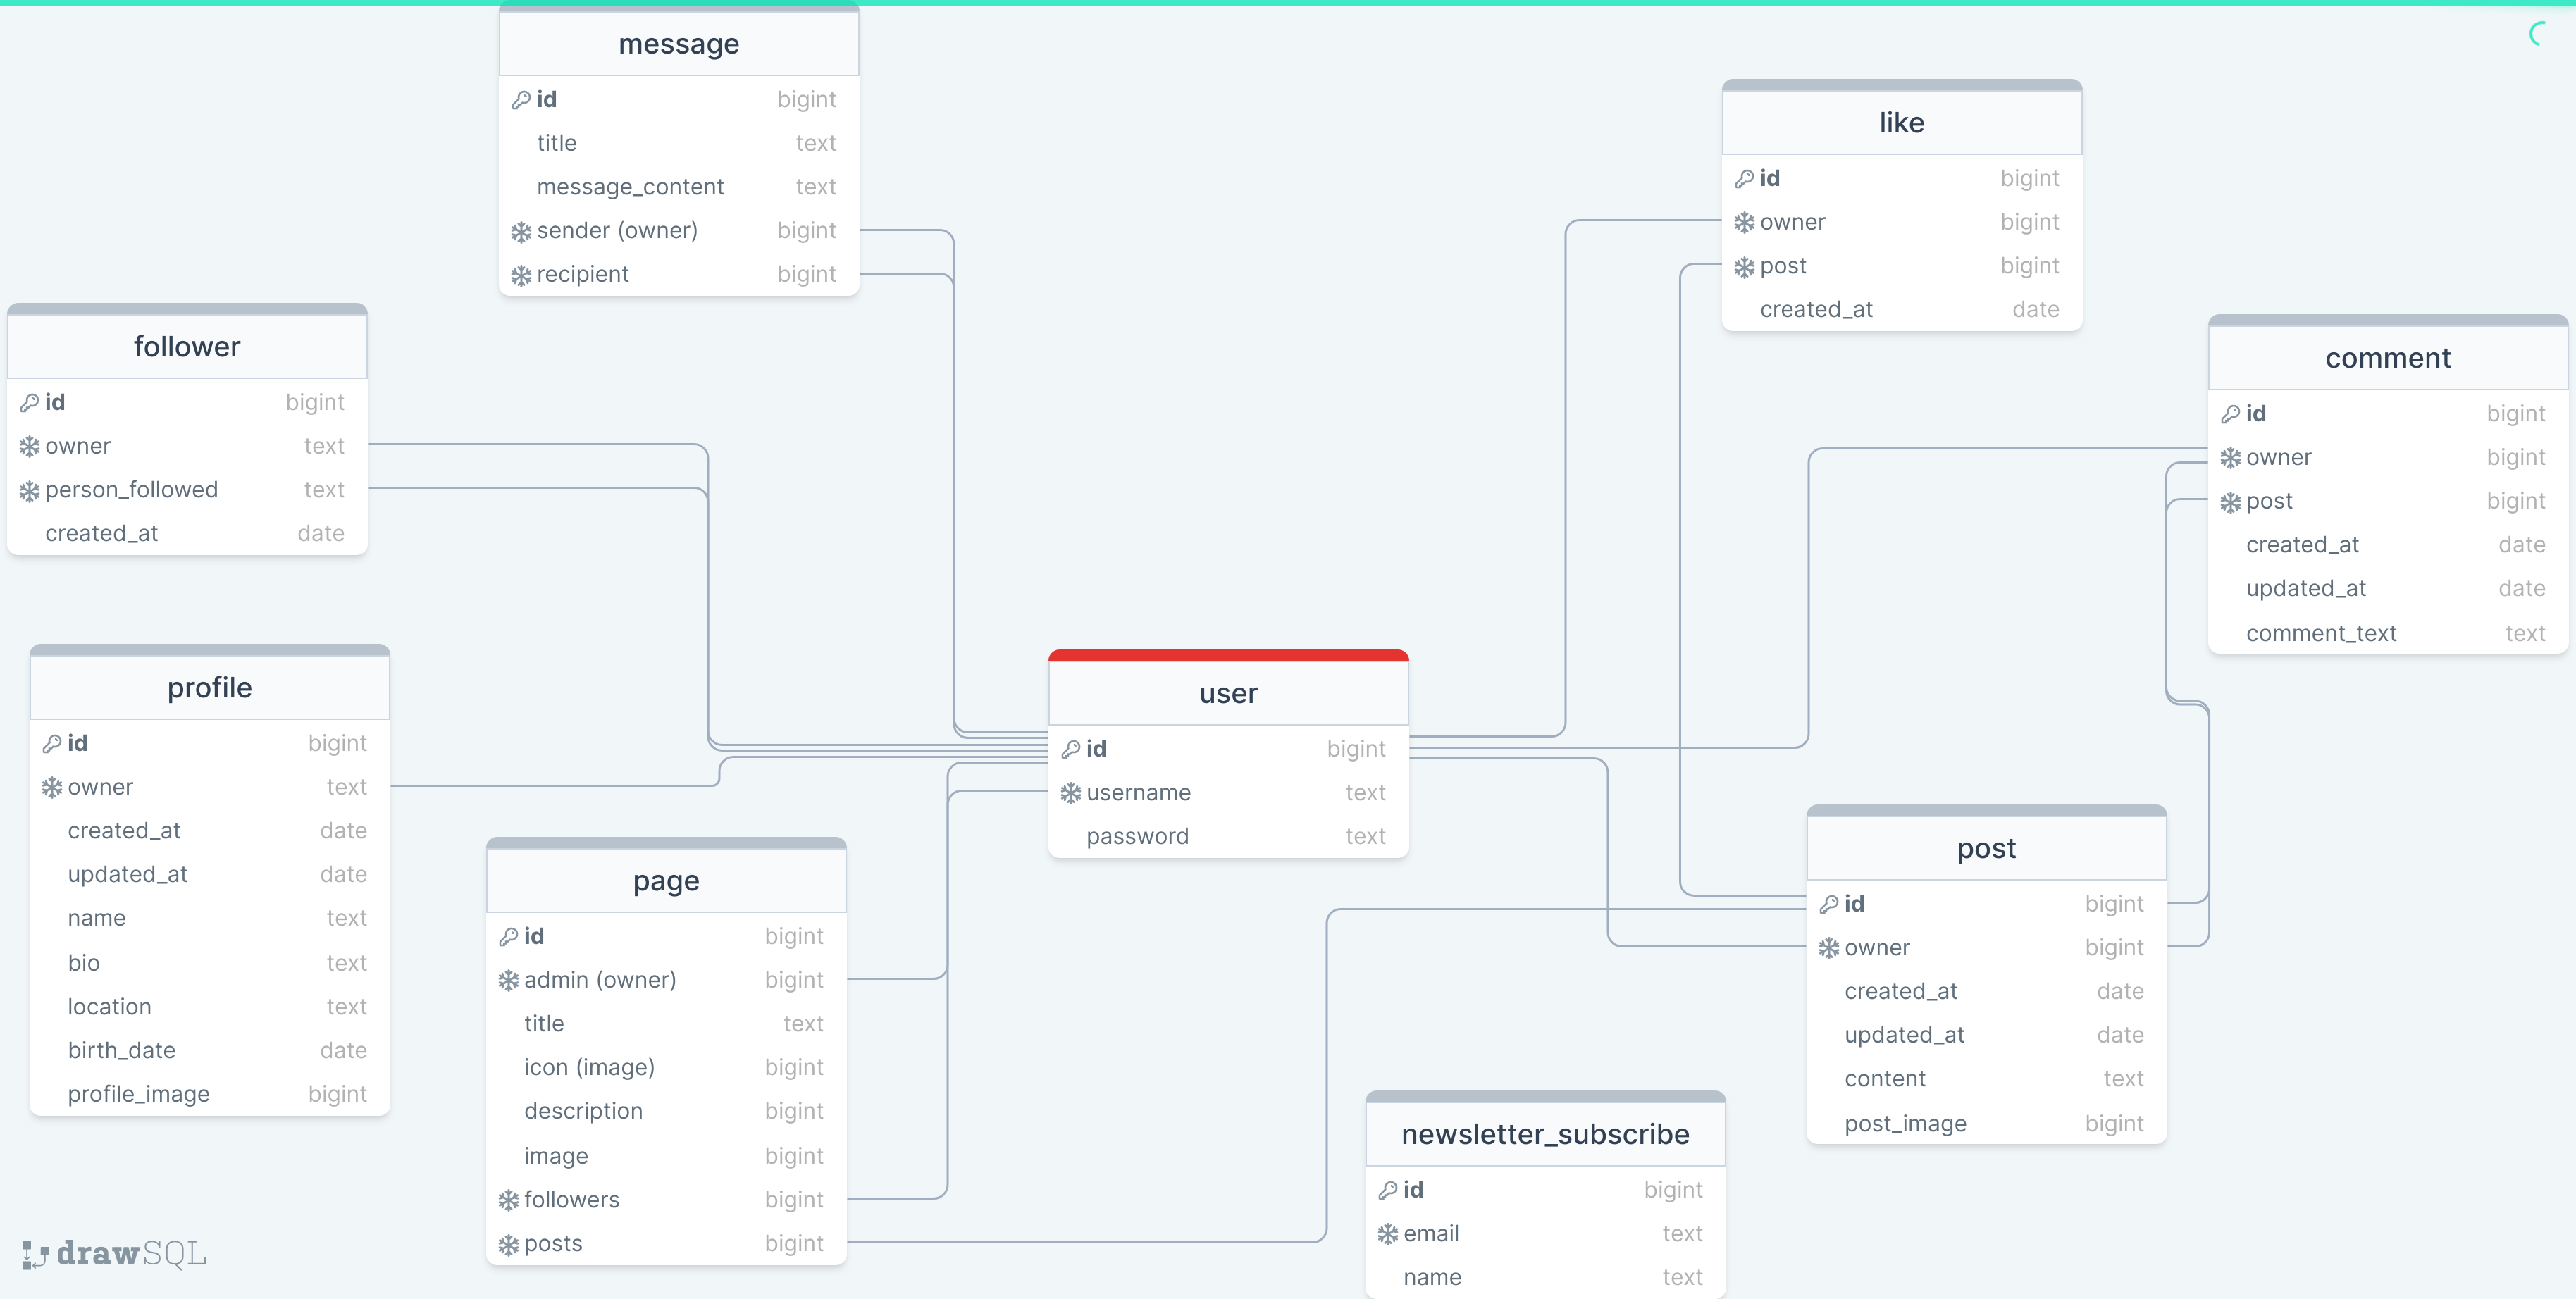 message
id bigint
title text
message_content text
sender (owner) bigint
recipient bigint
like
id bigint
owner bigint
post bigint
created_at date
follower
id bigint
owner text
person_followed text
created_at date
comment
id bigint
owner bigint
post bigint
created_at date
updated_at date
comment_text text
profile
id bigint
owner text
created_at date
updated_at date
name text
bio text
location text
birth_date date
profile_image bigint
user
id bigint
username text
password text
page
id bigint
admin (owner) bigint
title text
icon (image) bigint
description bigint
image bigint
followers bigint
posts bigint
post
id bigint
owner bigint
created_at date
updated_at date
content text
post_image bigint
newsletter_subscribe
id bigint
email text
name text
drawSQL